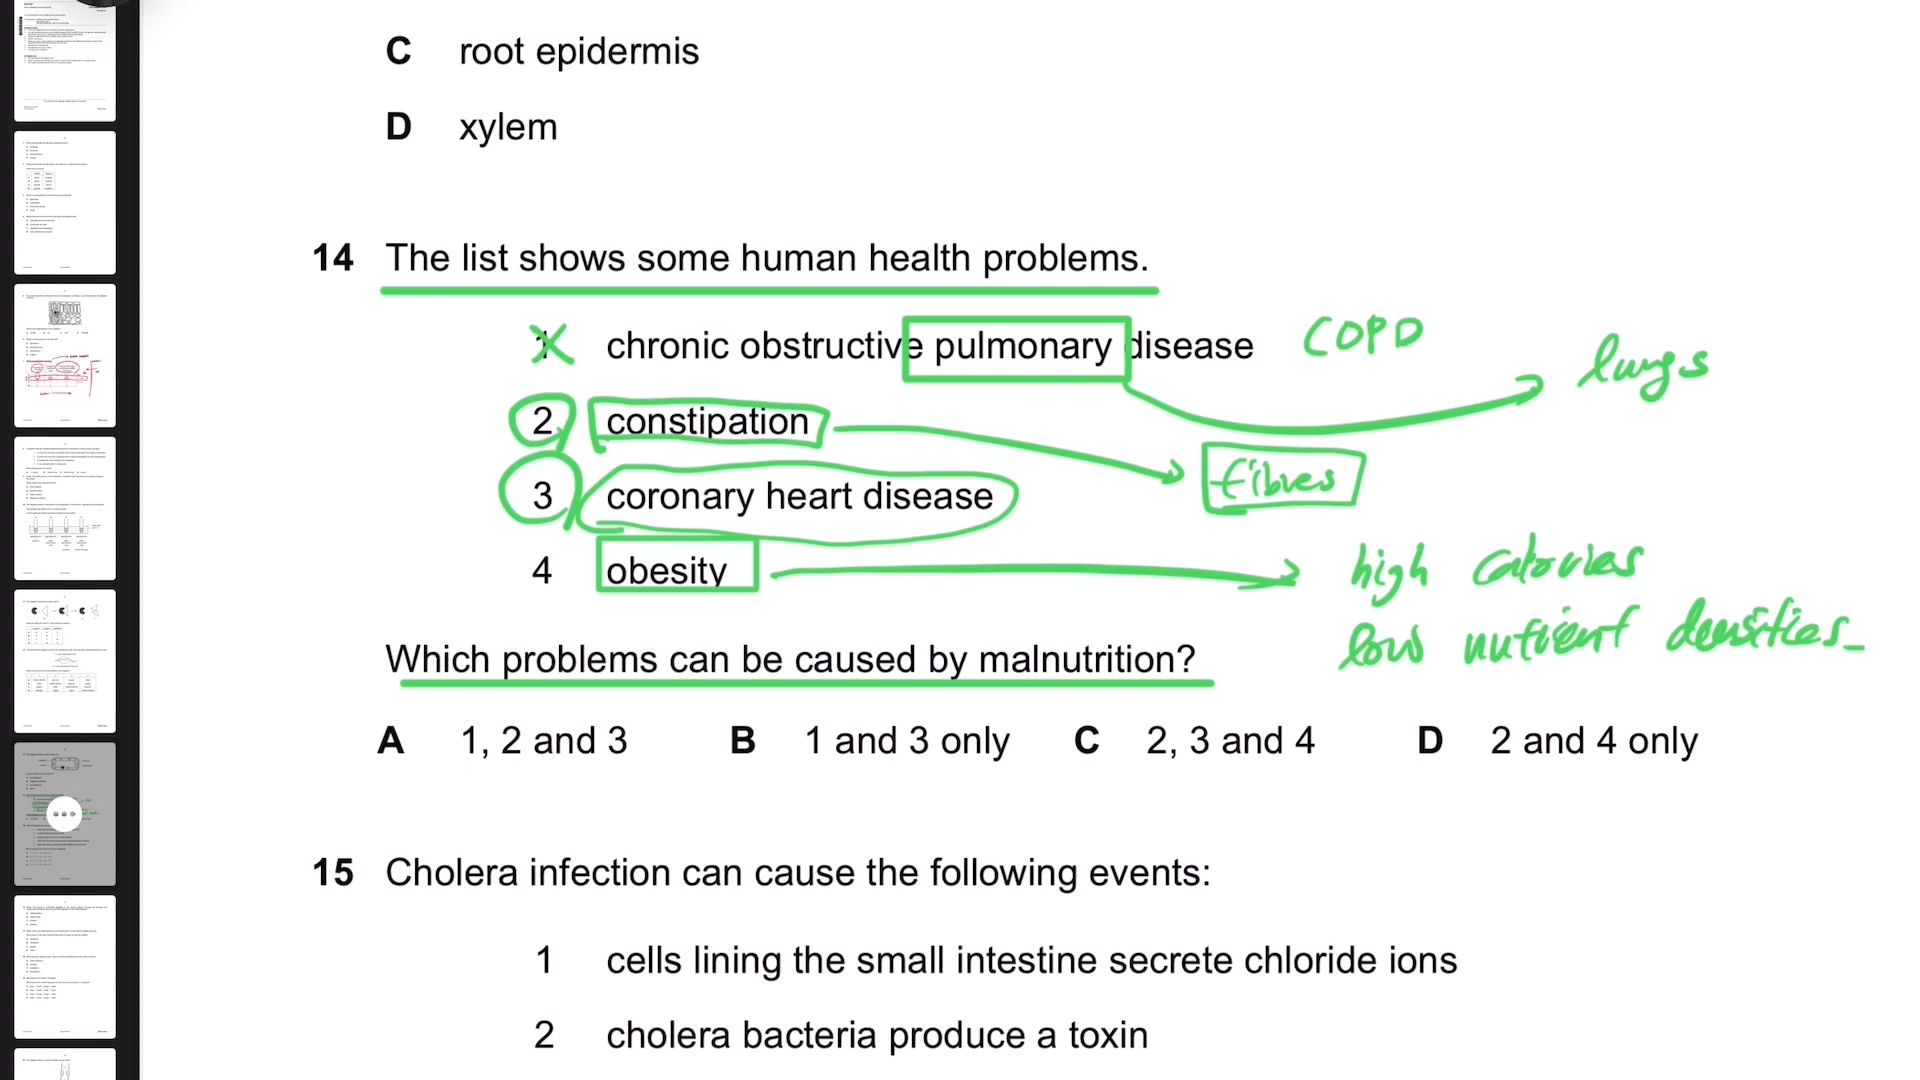 C root epidermis
D xylem
14 The list shows some human health problems.
1 chronic obstructive pulmonary disease COPD
lungs
2 constipation
3 coronary heart disease fibres
4 obesity high calories
low nutrient densities
Which problems can be caused by malnutrition?
A 1, 2 and 3 B 1 and 3 only C 2, 3 and 4 D 2 and 4 only
15 Cholera infection can cause the following events:
1 cells lining the small intestine secrete chloride ions
2 cholera bacteria produce a toxin